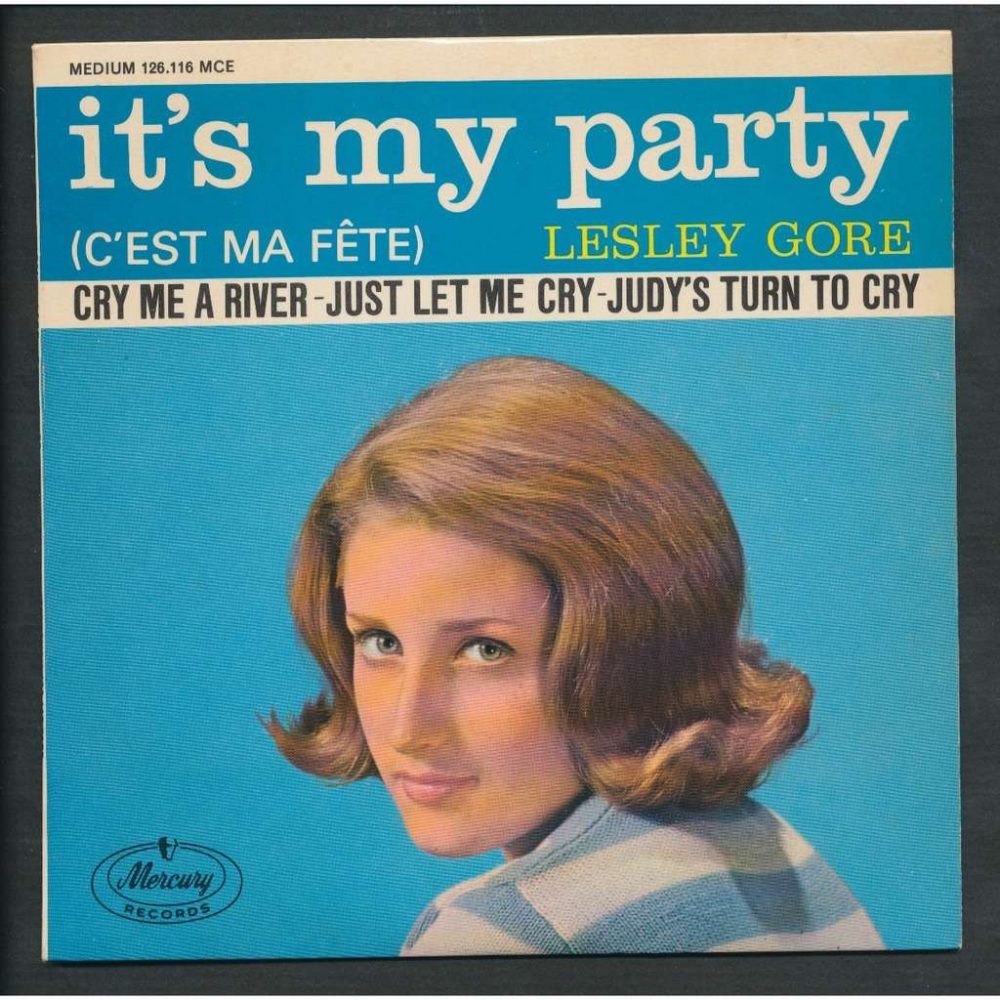 MEDIUM 126.116 MCE
it's my party
(C'EST MA FÊTE) LESLEY GORE
CRY ME A RIVER-JUST LET ME CRY-JUDY'S TURN TO CRY
Mercury
RECORDS